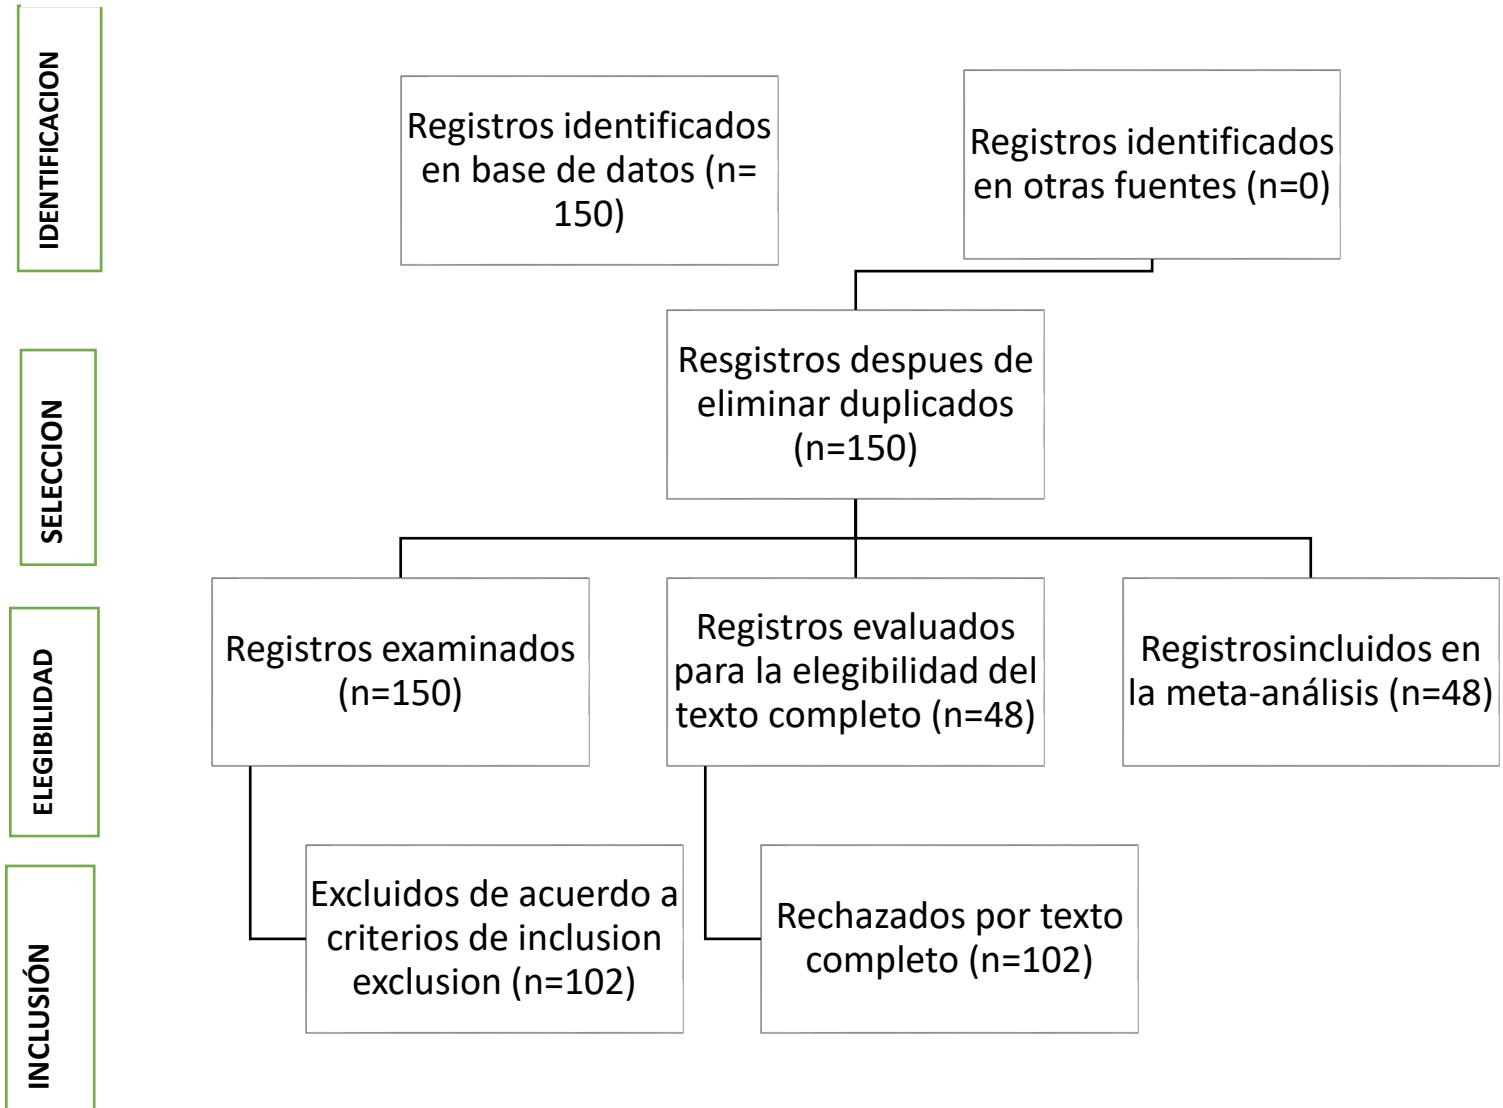 IDENTIFICACION
Registros identificados
en base de datos (n=
150)
Registros identificados
en otras fuentes (n=0)
SELECCION
Resgistros despues de
eliminar duplicados
(n=150)
ELEGIBILIDAD
Registros examinados
(n=150)
Registros evaluados
para la elegibilidad del
texto completo (n=48)
Registrosincluidos en
la meta-análisis (n=48)
INCLUSIÓN
Excluidos de acuerdo a
criterios de inclusion
exclusion (n=102)
Rechazados por texto
completo (n=102)